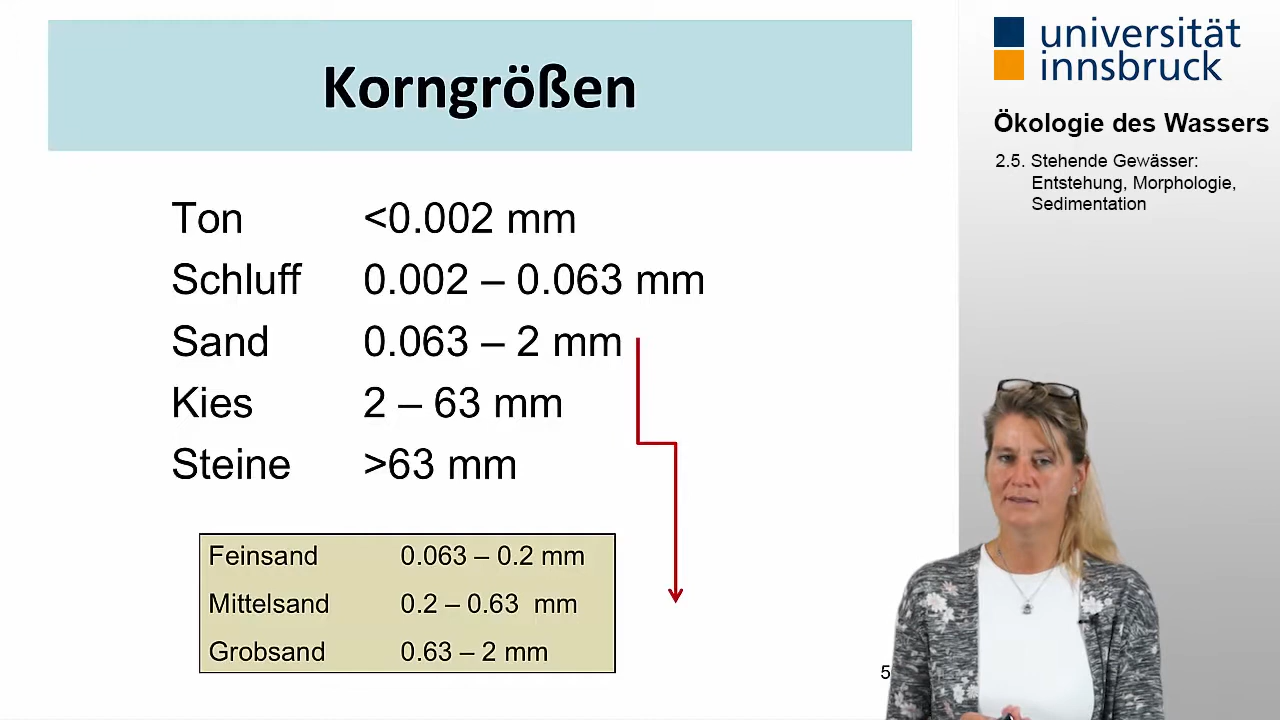 Korngrößen
Ton <0.002 mm
Schluff 0.002 – 0.063 mm
Sand 0.063 – 2 mm
Kies 2 – 63 mm
Steine >63 mm
Feinsand 0.063 – 0.2 mm
Mittelsand 0.2 – 0.63 mm
Grobsand 0.63 – 2 mm
5
universität
innsbruck
Ökologie des Wassers
2.5. Stehende Gewässer:
Entstehung, Morphologie,
Sedimentation